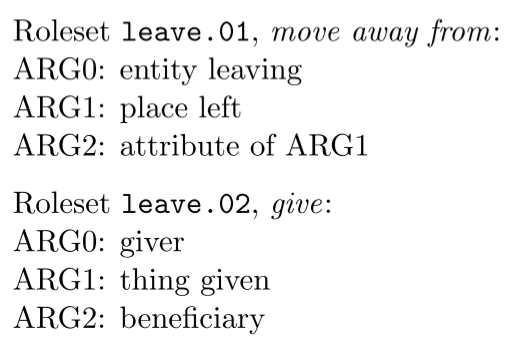 Roleset leave.01, move away from:
ARG0: entity leaving
ARG1: place left
ARG2: attribute of ARG1
Roleset leave.02, give:
ARG0: giver
ARG1: thing given
ARG2: beneficiary